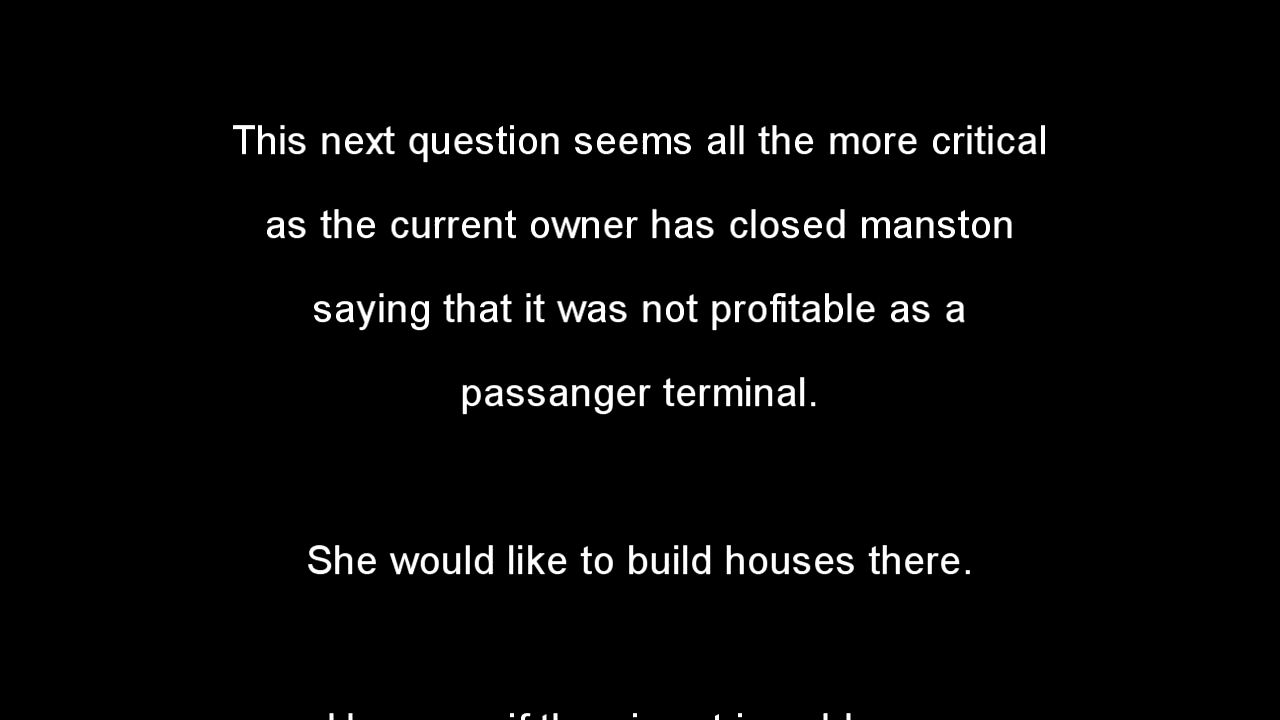 This next question seems all the more critical
as the current owner has closed manston
saying that it was not profitable as a
passanger terminal.
She would like to build houses there.